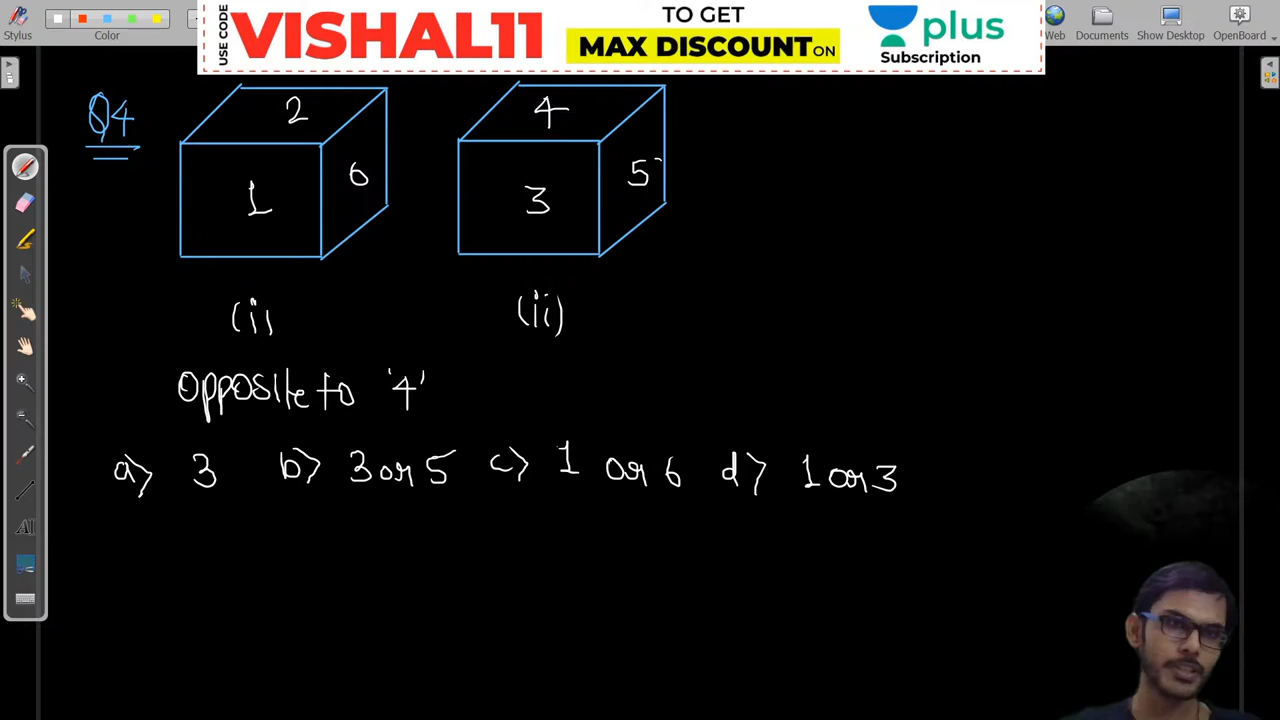 Stylus
Color
USE CODE
VISHAL11
TO GET
MAX DISCOUNT ON
plus
Subscription
Web
Documents
Show Desktop
OpenBoard
Q4
2
1
6
4
3
5
(i)
(ii)
opposite to '4'
a) 3 b) 3 or 5 c) 1 or 6 d) 1 or 3